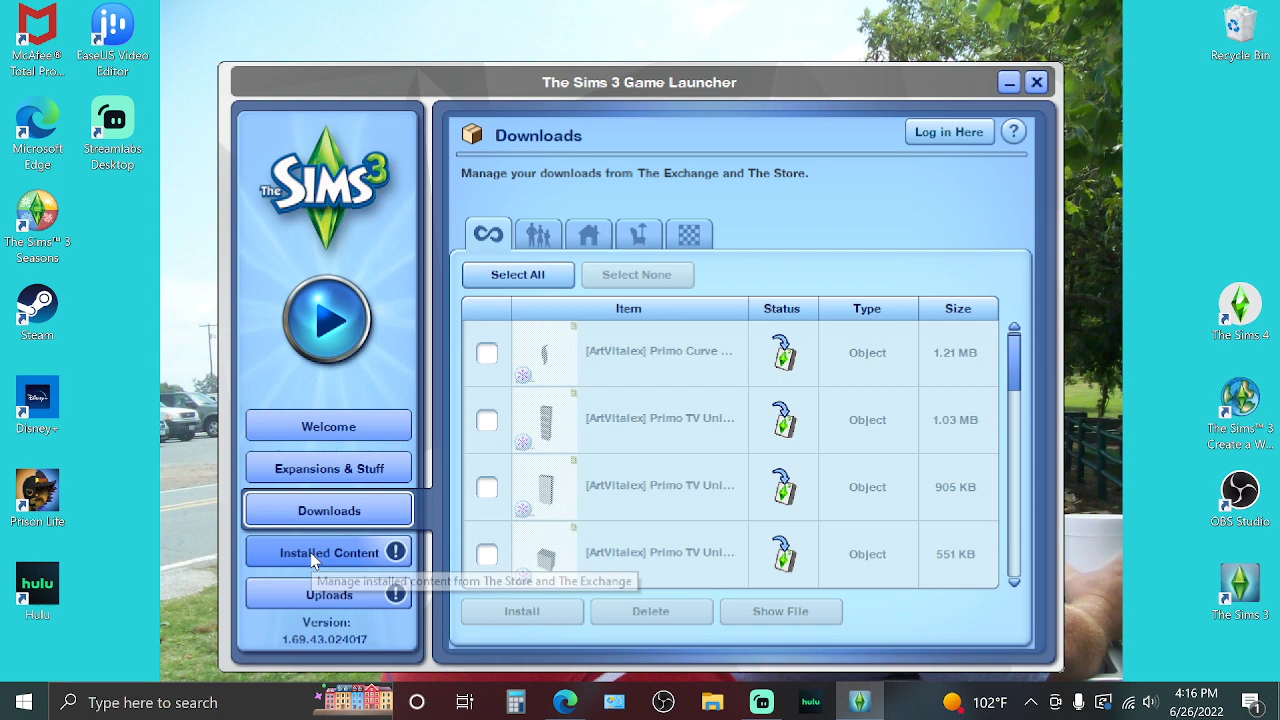 McAfee®
Total Pro...
EaseUS Video
Editor
Microsoft
Edge
Streamlabs
Desktop
The Sims™ 3
Seasons
Steam
Disney+
Prison Life
hulu
Hulu
The Sims 3 Game Launcher
THE SIMS 3
Welcome
Expansions & Stuff
Downloads
Installed Content
Manage installed content from The Store and The Exchange
Uploads
Version:
1.69.43.024017
Downloads
Log in Here
?
Manage your downloads from The Exchange and The Store.
Select All
Select None
Item Status Type Size
[ArtVitalex] Primo Curve ... Object 1.21 MB
[ArtVitalex] Primo TV Uni... Object 1.03 MB
[ArtVitalex] Primo TV Uni... Object 905 KB
[ArtVitalex] Primo TV Uni... Object 551 KB
Install
Delete
Show File
Recycle Bin
The Sims 4
The Sims™ 3
Create a W...
OBS Studio
The Sims 3
Type here to search
hulu
102°F
4:16 PM
6/26/2022
1